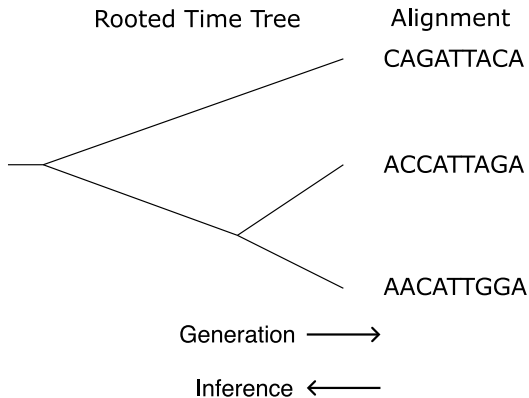 Rooted Time Tree
Alignment
CAGATTACA
ACCATTAGA
AACATTGGA
Generation
Inference